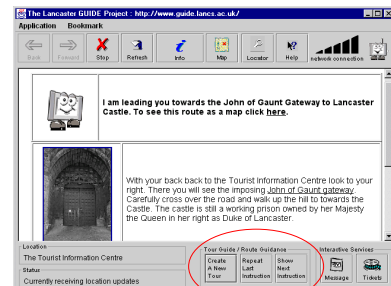 The Lancaster GUIDE Project : http://www.guide.lancs.ac.uk/
Application Bookmark
Back Forward Stop Refresh Info Map Locator Help network connection
I am leading you towards the John of Gaunt Gateway to Lancaster
Castle. To see this route as a map click here.
With your back back to the Tourist Information Centre look to your
right. There you will see the imposing John of Gaunt gateway.
Carefully cross over the road and walk up the hill to towards the
Castle. The castle is still a working prison owned by her Majesty
the Queen in her right as Duke of Lancaster.
Location
The Tourist Information Centre
Status
Currently receiving location updates
Tour Guide / Route Guidance
Create
A New
Tour
Repeat
Last
Instruction
Show
Next
Instruction
Interactive Services
Message Tickets